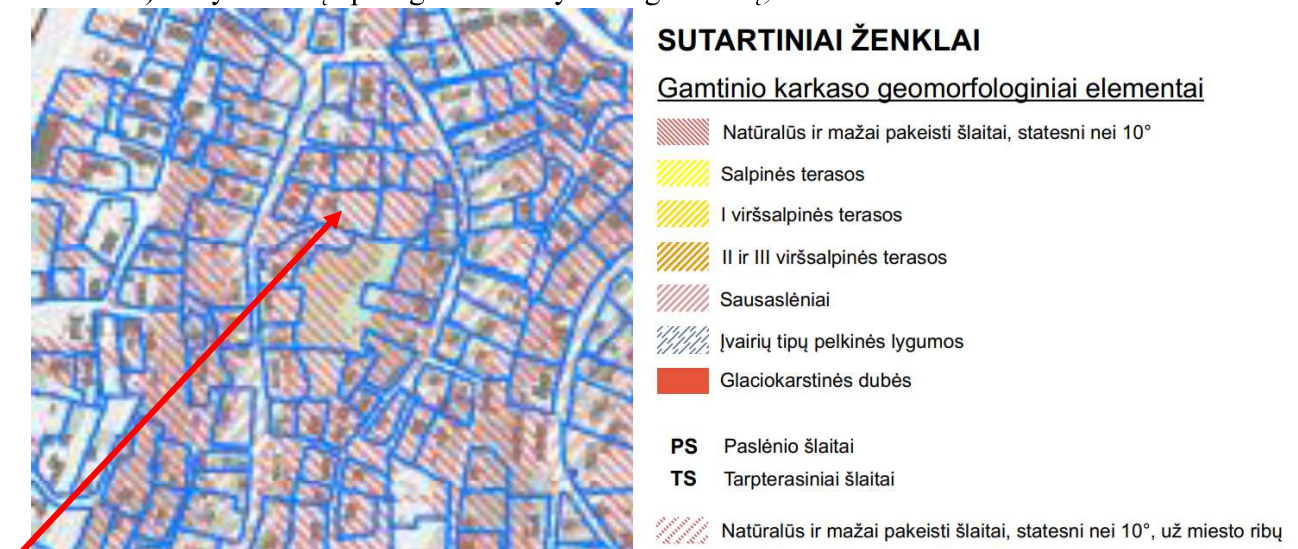 SUTARTINIAI ŽENKLAI
Gamtinio karkaso geomorfologiniai elementai
Natūralūs ir mažai pakeisti šlaitai, statesni nei 10°
Salpinės terasos
I viršsalpinės terasos
II ir III viršsalpinės terasos
Sausaslėniai
Įvairių tipų pelkinės lygumos
Glaciokarstinės dubės
PS Paslėnio šlaitai
TS Tarpterasiniai šlaitai
Natūralūs ir mažai pakeisti šlaitai, statesni nei 10°, už miesto ribų